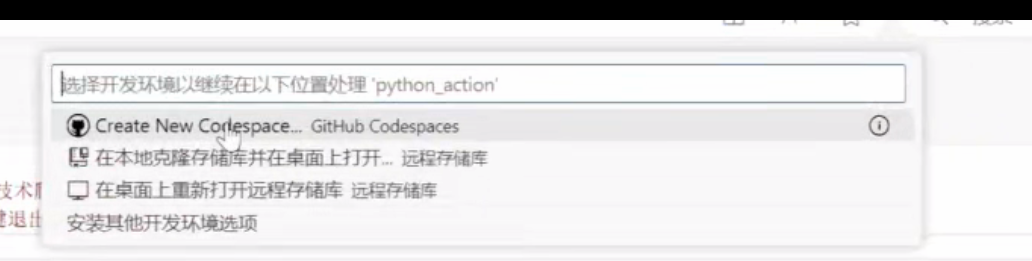 选择开发环境以继续在以下位置处理 'python_action'
Create New Codespace... GitHub Codespaces
在本地克隆存储库并在桌面上打开... 远程存储库
技术
在桌面上重新打开远程存储库 远程存储库
键退出
安装其他开发环境选项